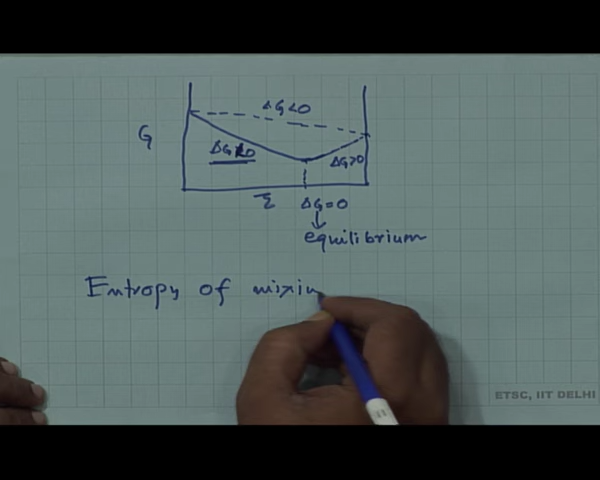 ΔG<0
G
ΔG<0
ΔG>0
ξ ΔG=0
equilibrium
Entropy of mixin
ETSC, IIT DELHI